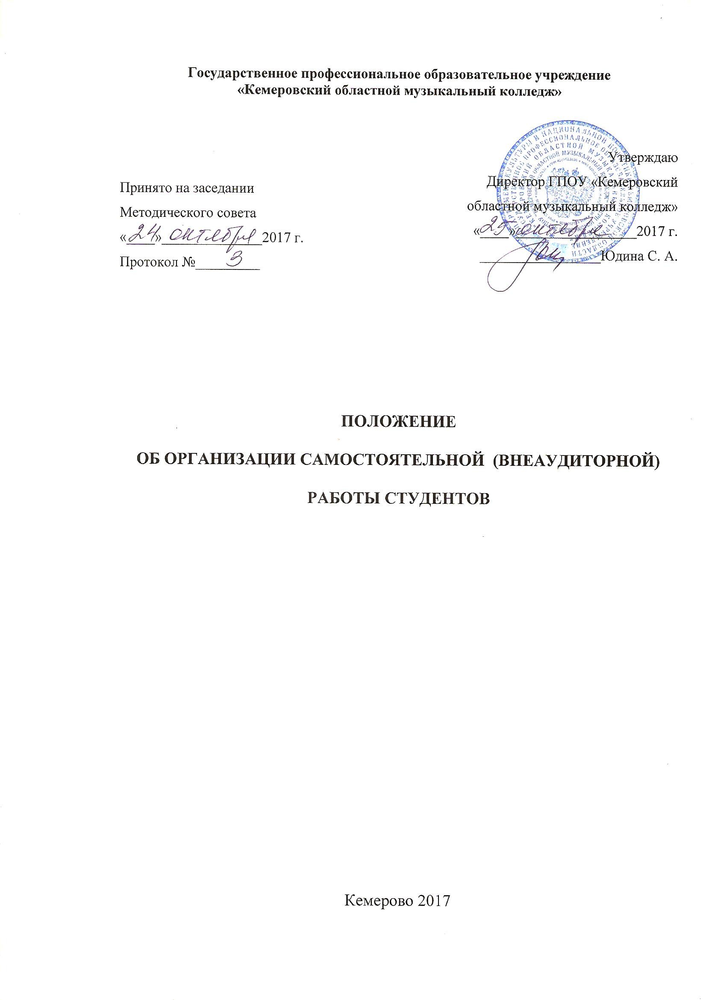 Государственное профессиональное образовательное учреждение
«Кемеровский областной музыкальный колледж»
Утверждаю
Директор ГПОУ «Кемеровский
областной музыкальный колледж»
«25» октября 2017 г.
Юдина С. А.
Принято на заседании
Методического совета
«24» октября 2017 г.
Протокол № 3
ПОЛОЖЕНИЕ
ОБ ОРГАНИЗАЦИИ САМОСТОЯТЕЛЬНОЙ (ВНЕАУДИТОРНОЙ)
РАБОТЫ СТУДЕНТОВ
Кемерово 2017